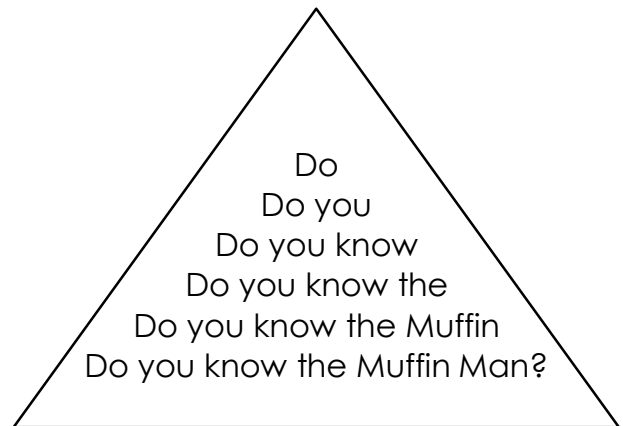 Do
Do you
Do you know
Do you know the
Do you know the Muffin
Do you know the Muffin Man?